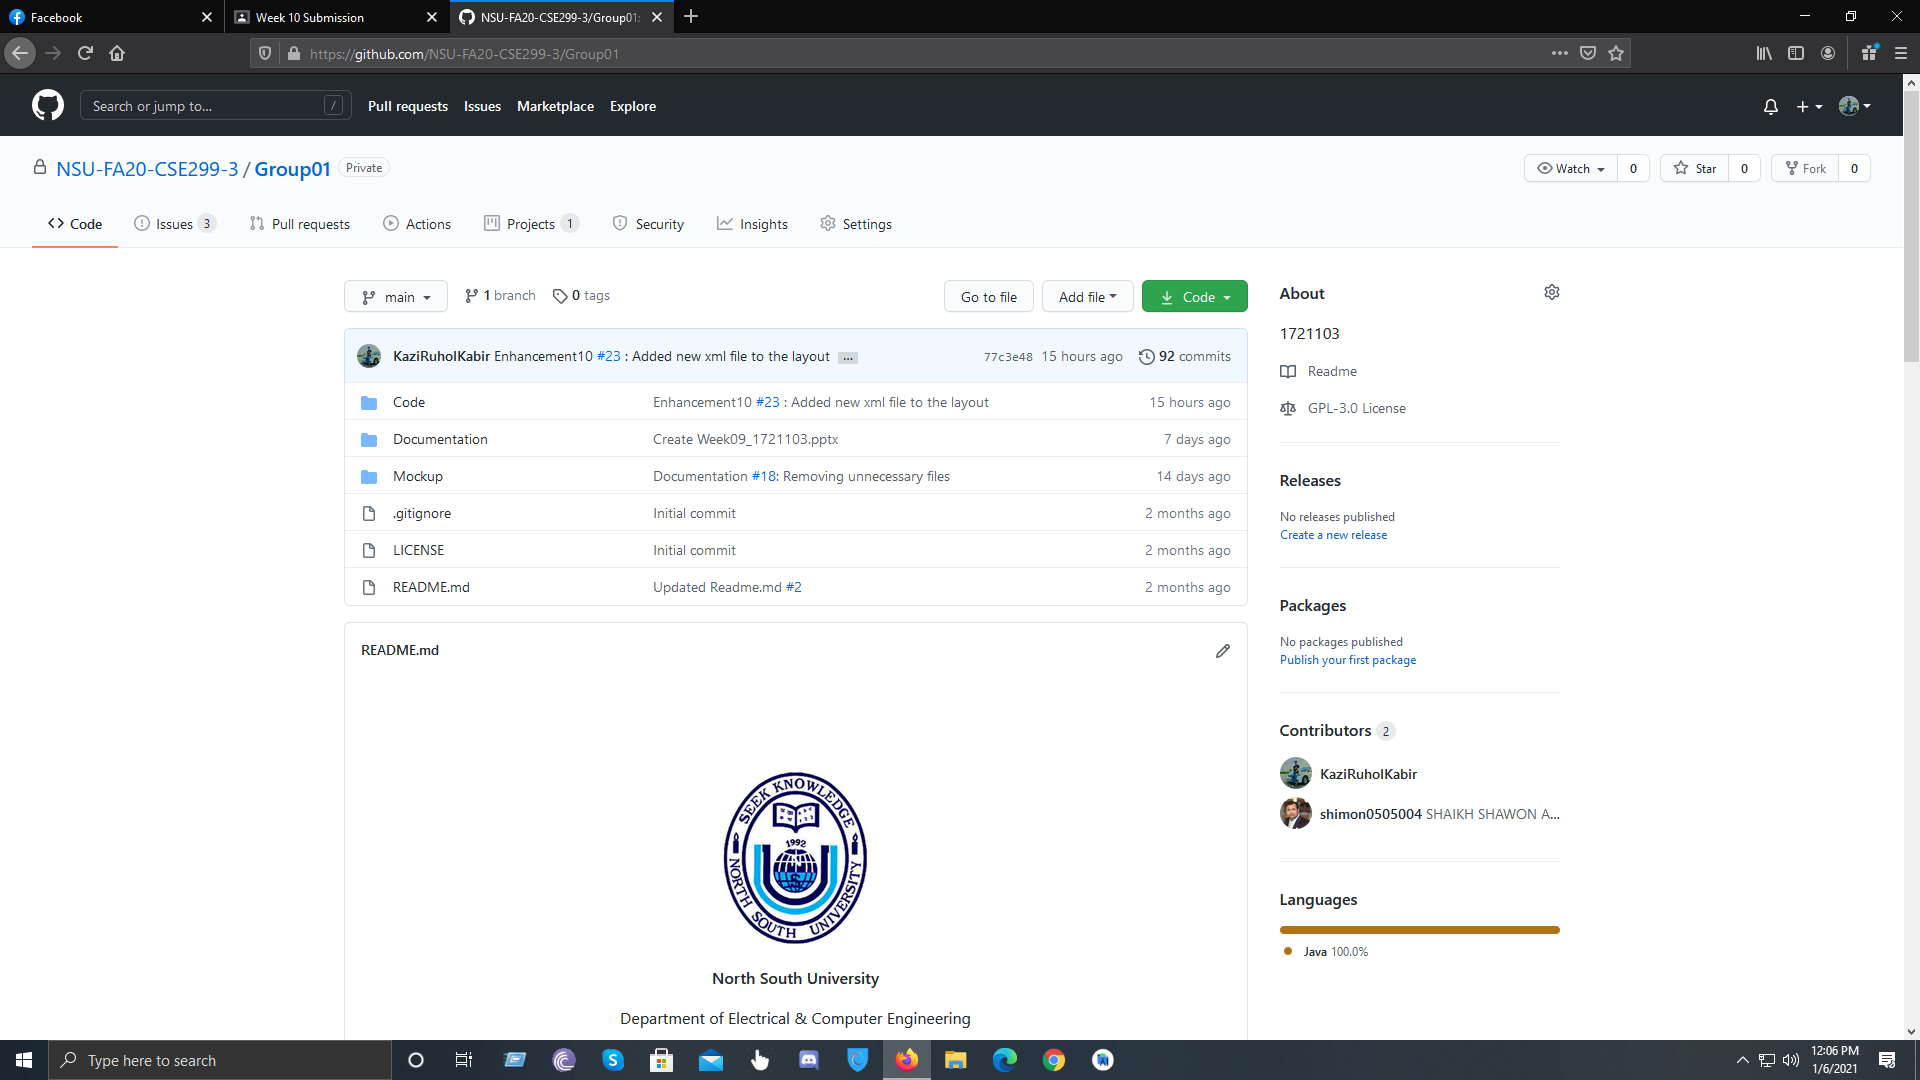 Facebook
Week 10 Submission
NSU-FA20-CSE299-3/Group01:
https://github.com/NSU-FA20-CSE299-3/Group01
Search or jump to...
/
Pull requests
Issues
Marketplace
Explore
NSU-FA20-CSE299-3 / Group01 Private
Watch 0
Star 0
Fork 0
Code
Issues 3
Pull requests
Actions
Projects 1
Security
Insights
Settings
main
1 branch
0 tags
Go to file
Add file
Code
KaziRuholKabir Enhancement10 #23 : Added new xml file to the layout ... 77c3e48 15 hours ago 92 commits
Code Enhancement10 #23 : Added new xml file to the layout 15 hours ago
Documentation Create Week09_1721103.pptx 7 days ago
Mockup Documentation #18: Removing unnecessary files 14 days ago
.gitignore Initial commit 2 months ago
LICENSE Initial commit 2 months ago
README.md Updated Readme.md #2 2 months ago
README.md
SEEK KNOWLEDGE
1992
NORTH SOUTH UNIVERSITY
North South University
Department of Electrical & Computer Engineering
About
1721103
Readme
GPL-3.0 License
Releases
No releases published
Create a new release
Packages
No packages published
Publish your first package
Contributors 2
KaziRuholKabir
shimon0505004 SHAIKH SHAWON A...
Languages
Java 100.0%
Type here to search
12:06 PM
1/6/2021